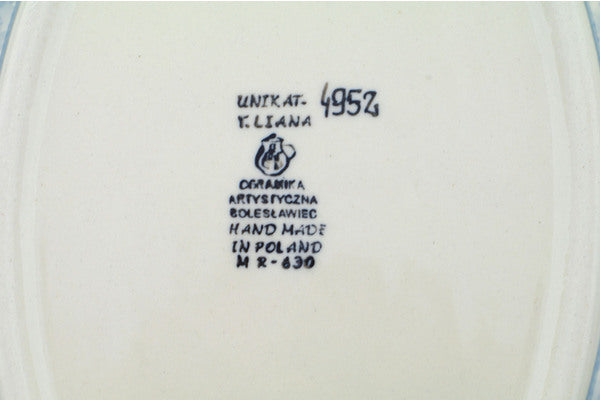 UNIKAT- 4952
Y.LIANA
CERAMIKA
ARTYSTYCZNA
BOLESŁAWIEC
HAND MADE
IN POLAND
M R-630